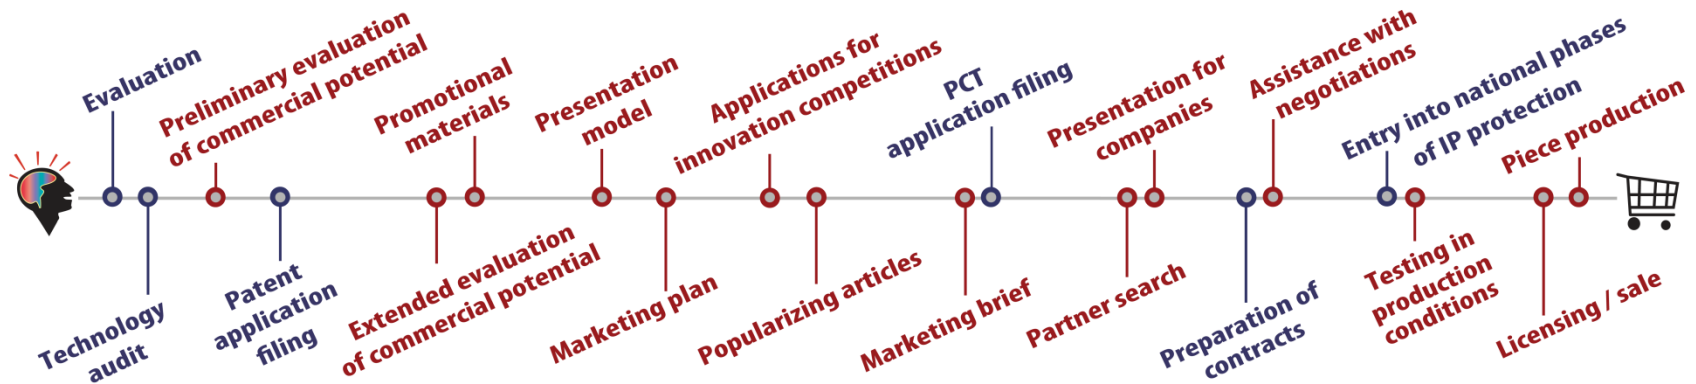 Evaluation
Technology
audit
Preliminary evaluation
of commercial potential
Patent
application
filing
Extended evaluation
of commercial potential
Promotional
materials
Presentation
model
Marketing plan
Applications for
innovation competitions
Popularizing articles
Marketing brief
PCT
application filing
Partner search
Presentation for
companies
Preparation of
contracts
Assistance with
negotiations
Entry into national phases
of IP protection
Testing in
production
conditions
Licensing / sale
Piece production